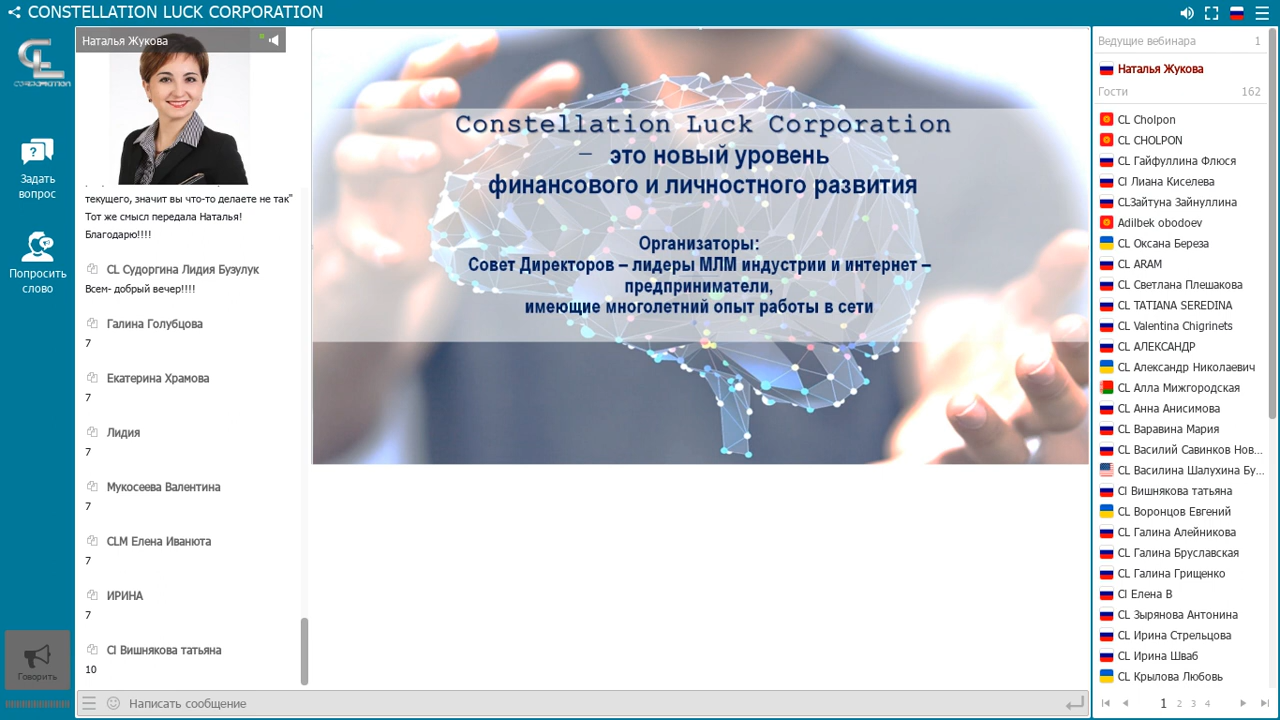 CONSTELLATION LUCK CORPORATION
CL
CORPORATION
Задать
вопрос
Попросить
слово
Говорить
Наталья Жукова
текущего, значит вы что-то делаете не так"
Тот же смысл передала Наталья!
Благодарю!!!!
CL Судоргина Лидия Бузулук
Всем- добрый вечер!!!!
Галина Голубцова
7
Екатерина Храмова
7
Лидия
7
Мукосеева Валентина
7
CLM Елена Иванюта
7
ИРИНА
7
Cl Вишнякова татьяна
10
Написать сообщение
Constellation Luck Corporation
– это новый уровень
финансового и личностного развития
Организаторы:
Совет Директоров – лидеры МЛМ индустрии и интернет –
предприниматели,
имеющие многолетний опыт работы в сети
Ведущие вебинара 1
Наталья Жукова
Гости 162
CL Cholpon
CL CHOLPON
CL Гайфуллина Флюся
Cl Лиана Киселева
CLЗайтуна Зайнуллина
Adilbek obodoev
CL Оксана Береза
CL ARAM
CL Светлана Плешакова
CL TATIANA SEREDINA
CL Valentina Chigrinets
CL АЛЕКСАНДР
CL Александр Николаевич
CL Алла Мижгородская
CL Анна Анисимова
CL Варавина Мария
CL Василий Савинков Нов...
CL Василина Шалухина Бу...
Cl Вишнякова татьяна
CL Воронцов Евгений
CL Галина Алейникова
CL Галина Бруславская
CL Галина Грищенко
Cl Елена В
CL Зырянова Антонина
CL Ирина Стрельцова
CL Ирина Шваб
CL Крылова Любовь
1 2 3 4